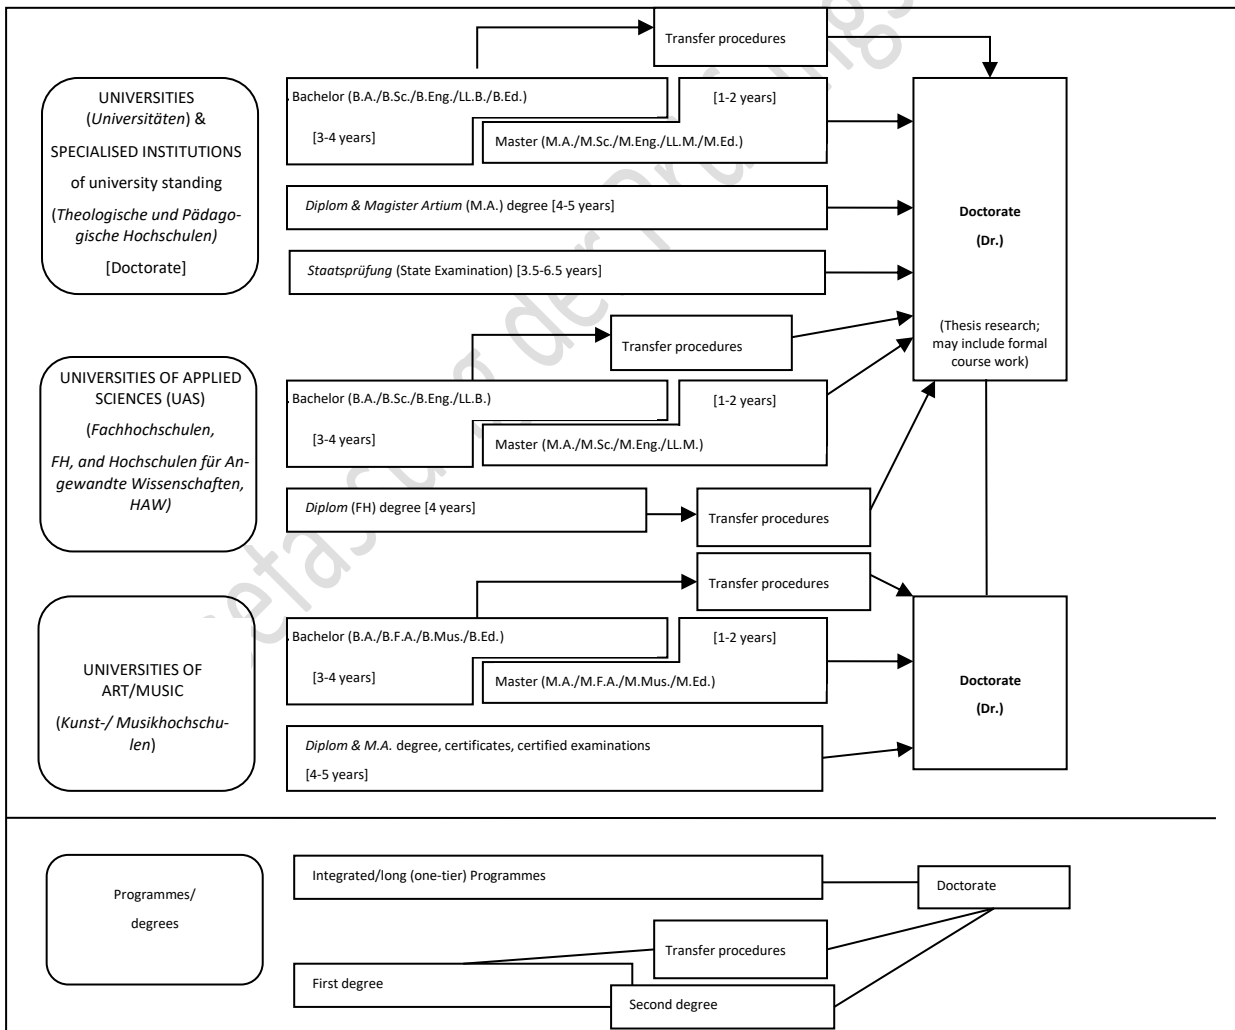 Transfer procedures
UNIVERSITIES
(Universitäten) &
SPECIALISED INSTITUTIONS
of university standing
(Theologische und Pädago-
gische Hochschulen)
[Doctorate]
Bachelor (B.A./B.Sc./B.Eng./LL.B./B.Ed.)
[3-4 years]
[1-2 years]
Master (M.A./M.Sc./M.Eng./LL.M./M.Ed.)
Diplom & Magister Artium (M.A.) degree [4-5 years]
Staatsprüfung (State Examination) [3.5-6.5 years]
Doctorate
(Dr.)
(Thesis research;
may include formal
course work)
Transfer procedures
UNIVERSITIES OF APPLIED
SCIENCES (UAS)
(Fachhochschulen,
FH, and Hochschulen für An-
gewandte Wissenschaften,
HAW)
Bachelor (B.A./B.Sc./B.Eng./LL.B.)
[3-4 years]
[1-2 years]
Master (M.A./M.Sc./M.Eng./LL.M.)
Diplom (FH) degree [4 years]
Transfer procedures
Transfer procedures
UNIVERSITIES OF
ART/MUSIC
(Kunst-/ Musikhochschu-
len)
Bachelor (B.A./B.F.A./B.Mus./B.Ed.)
[3-4 years]
[1-2 years]
Master (M.A./M.F.A./M.Mus./M.Ed.)
Diplom & M.A. degree, certificates, certified examinations
[4-5 years]
Doctorate
(Dr.)
Programmes/
degrees
Integrated/long (one-tier) Programmes
Doctorate
Transfer procedures
First degree
Second degree